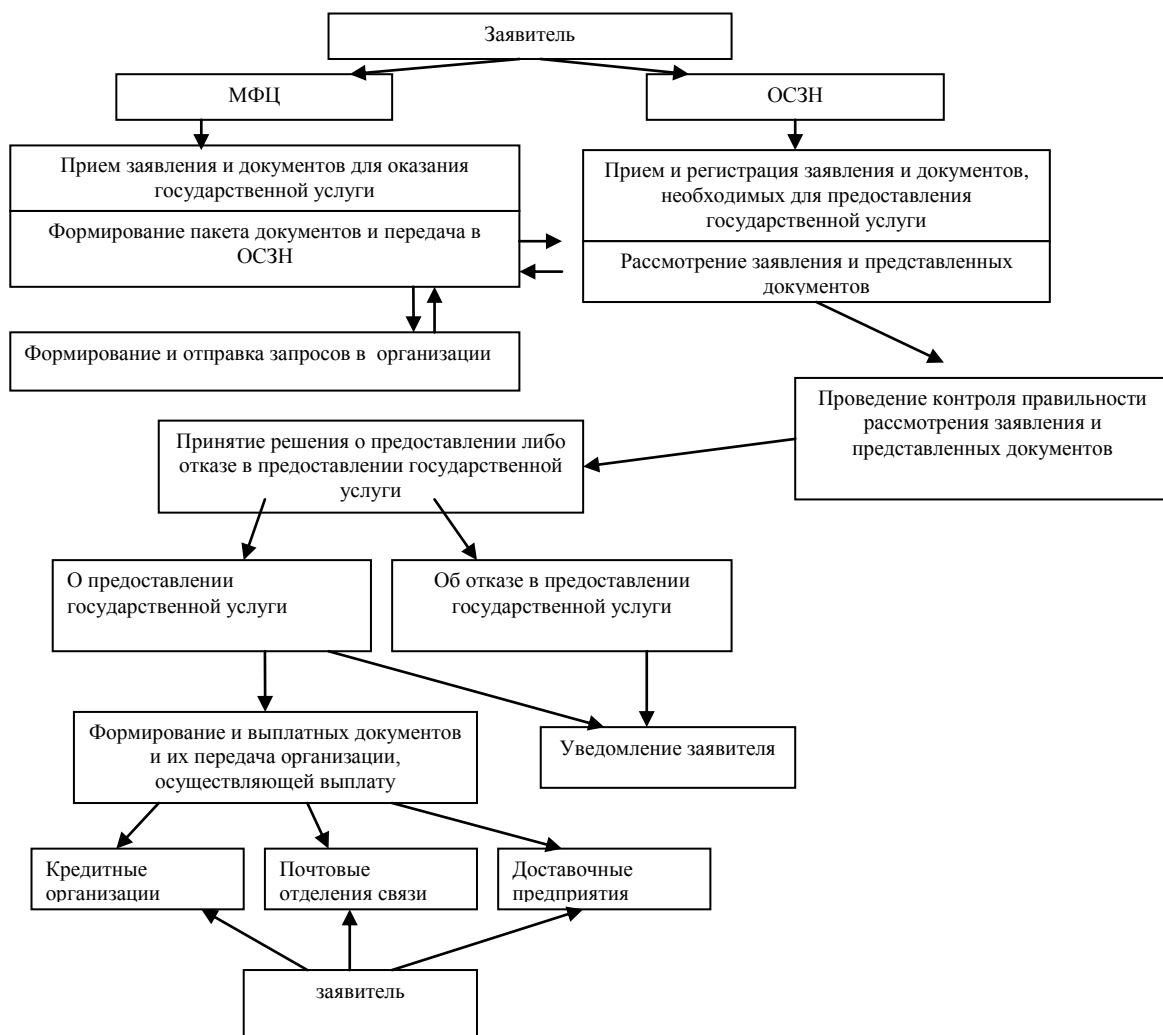 Заявитель
МФЦ
ОСЗН
Прием заявления и документов для оказания
государственной услуги
Формирование пакета документов и передача в
ОСЗН
Прием и регистрация заявления и документов,
необходимых для предоставления
государственной услуги
Рассмотрение заявления и представленных
документов
Формирование и отправка запросов в организации
Проведение контроля правильности
рассмотрения заявления и
представленных документов
Принятие решения о предоставлении либо
отказе в предоставлении государственной
услуги
О предоставлении
государственной услуги
Об отказе в предоставлении
государственной услуги
Формирование и выплатных документов
и их передача организации,
осуществляющей выплату
Уведомление заявителя
Кредитные
организации
Почтовые
отделения связи
Доставочные
предприятия
заявитель